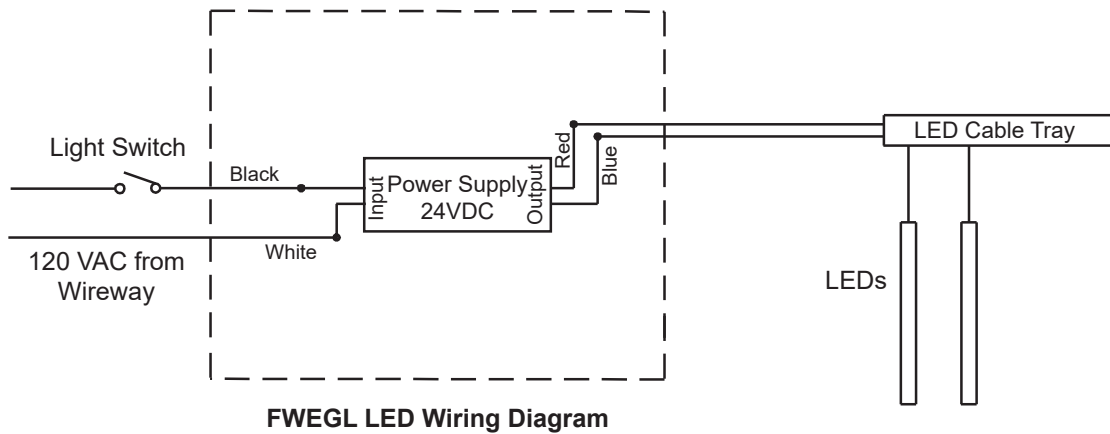 Light Switch
Black
Input
Power Supply
24VDC
Output
Red
Blue
LED Cable Tray
White
120 VAC from
Wireway
LEDs
FWEGL LED Wiring Diagram